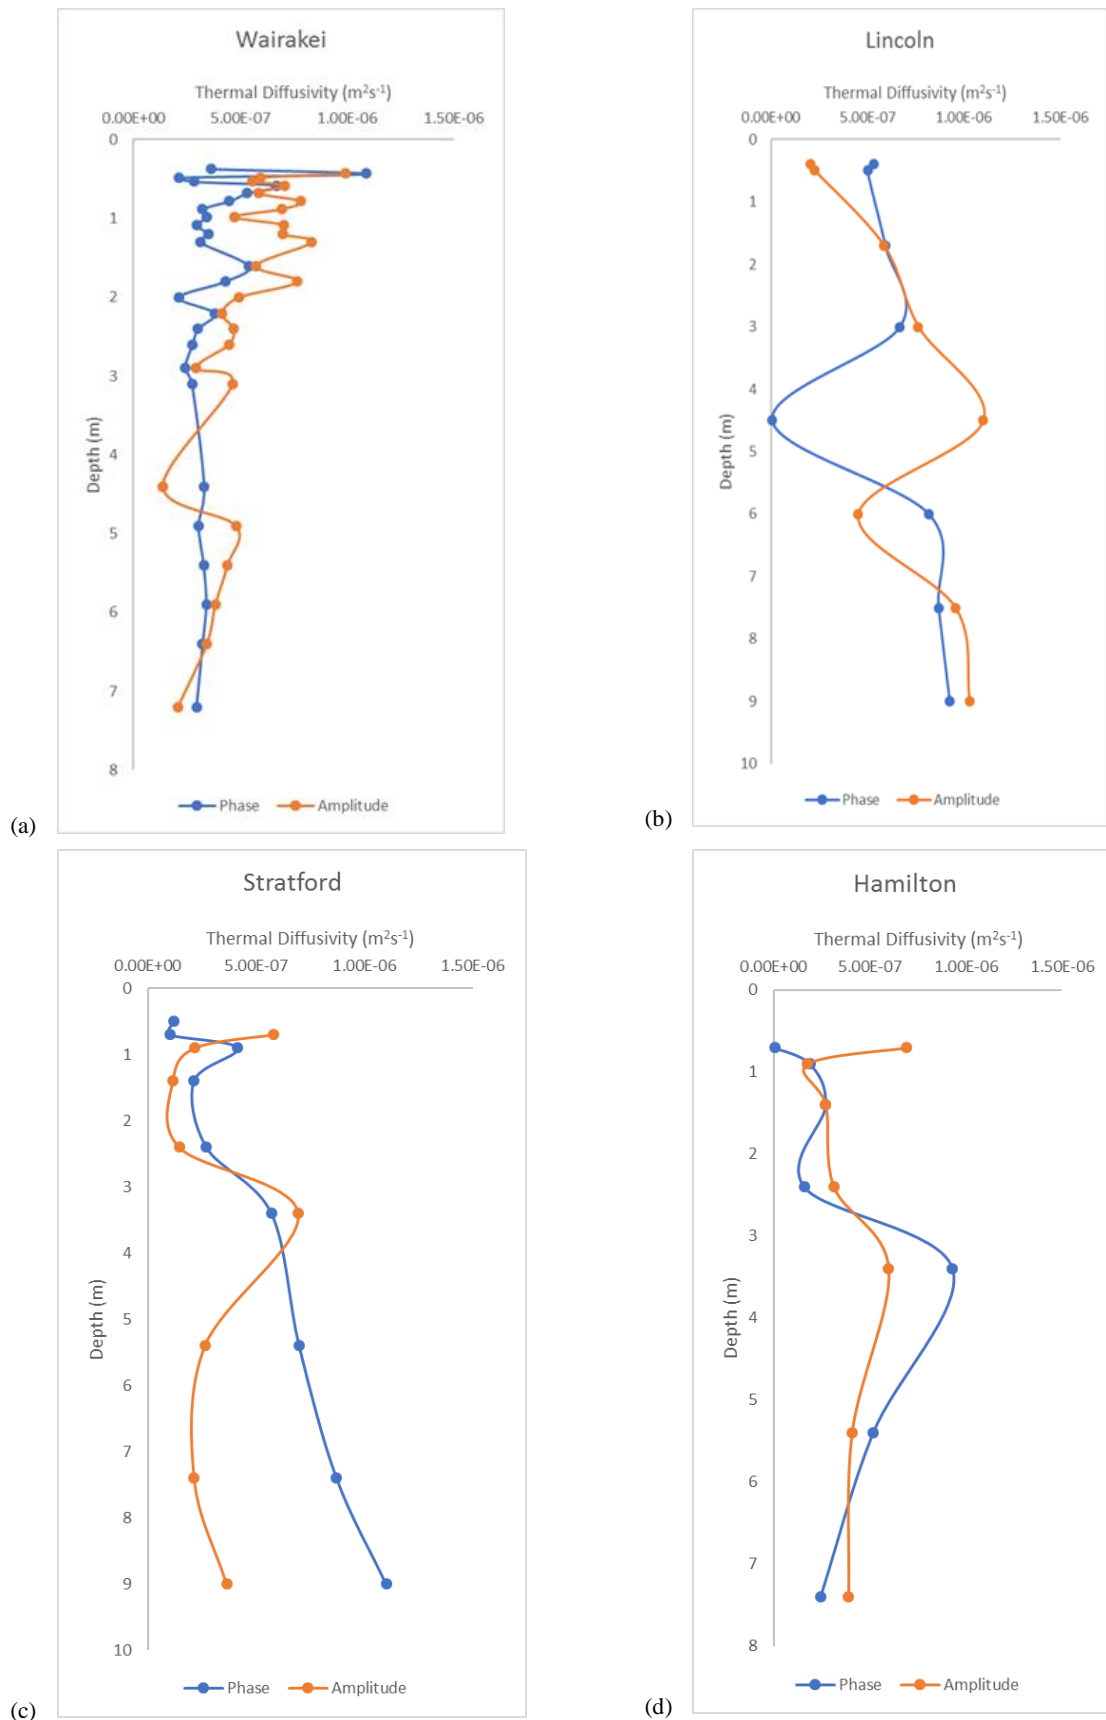 Wairakei
Thermal Diffusivity (m²s⁻¹)
0.00E+00 5.00E-07 1.00E-06 1.50E-06
0
1
2
3
4
5
6
7
8
Depth (m)
Phase Amplitude
(a)
Lincoln
Thermal Diffusivity (m²s⁻¹)
0.00E+00 5.00E-07 1.00E-06 1.50E-06
0
1
2
3
4
5
6
7
8
9
10
Depth (m)
Phase Amplitude
(b)
Stratford
Thermal Diffusivity (m²s⁻¹)
0.00E+00 5.00E-07 1.00E-06 1.50E-06
0
1
2
3
4
5
6
7
8
9
10
Depth (m)
Phase Amplitude
(c)
Hamilton
Thermal Diffusivity (m²s⁻¹)
0.00E+00 5.00E-07 1.00E-06 1.50E-06
0
1
2
3
4
5
6
7
8
Depth (m)
Phase Amplitude
(d)